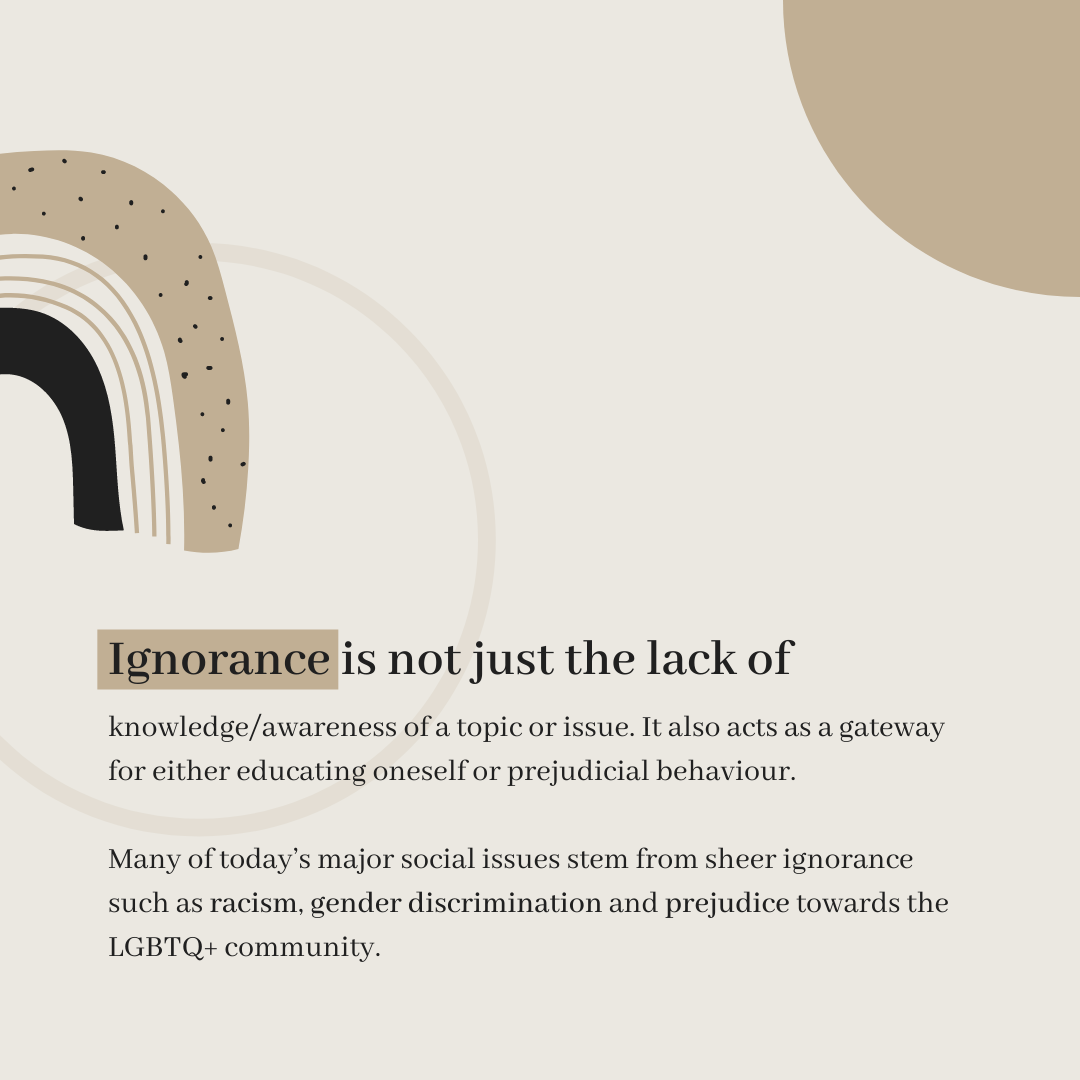 Ignorance is not just the lack of
knowledge/awareness of a topic or issue. It also acts as a gateway
for either educating oneself or prejudicial behaviour.
Many of today’s major social issues stem from sheer ignorance
such as racism, gender discrimination and prejudice towards the
LGBTQ+ community.